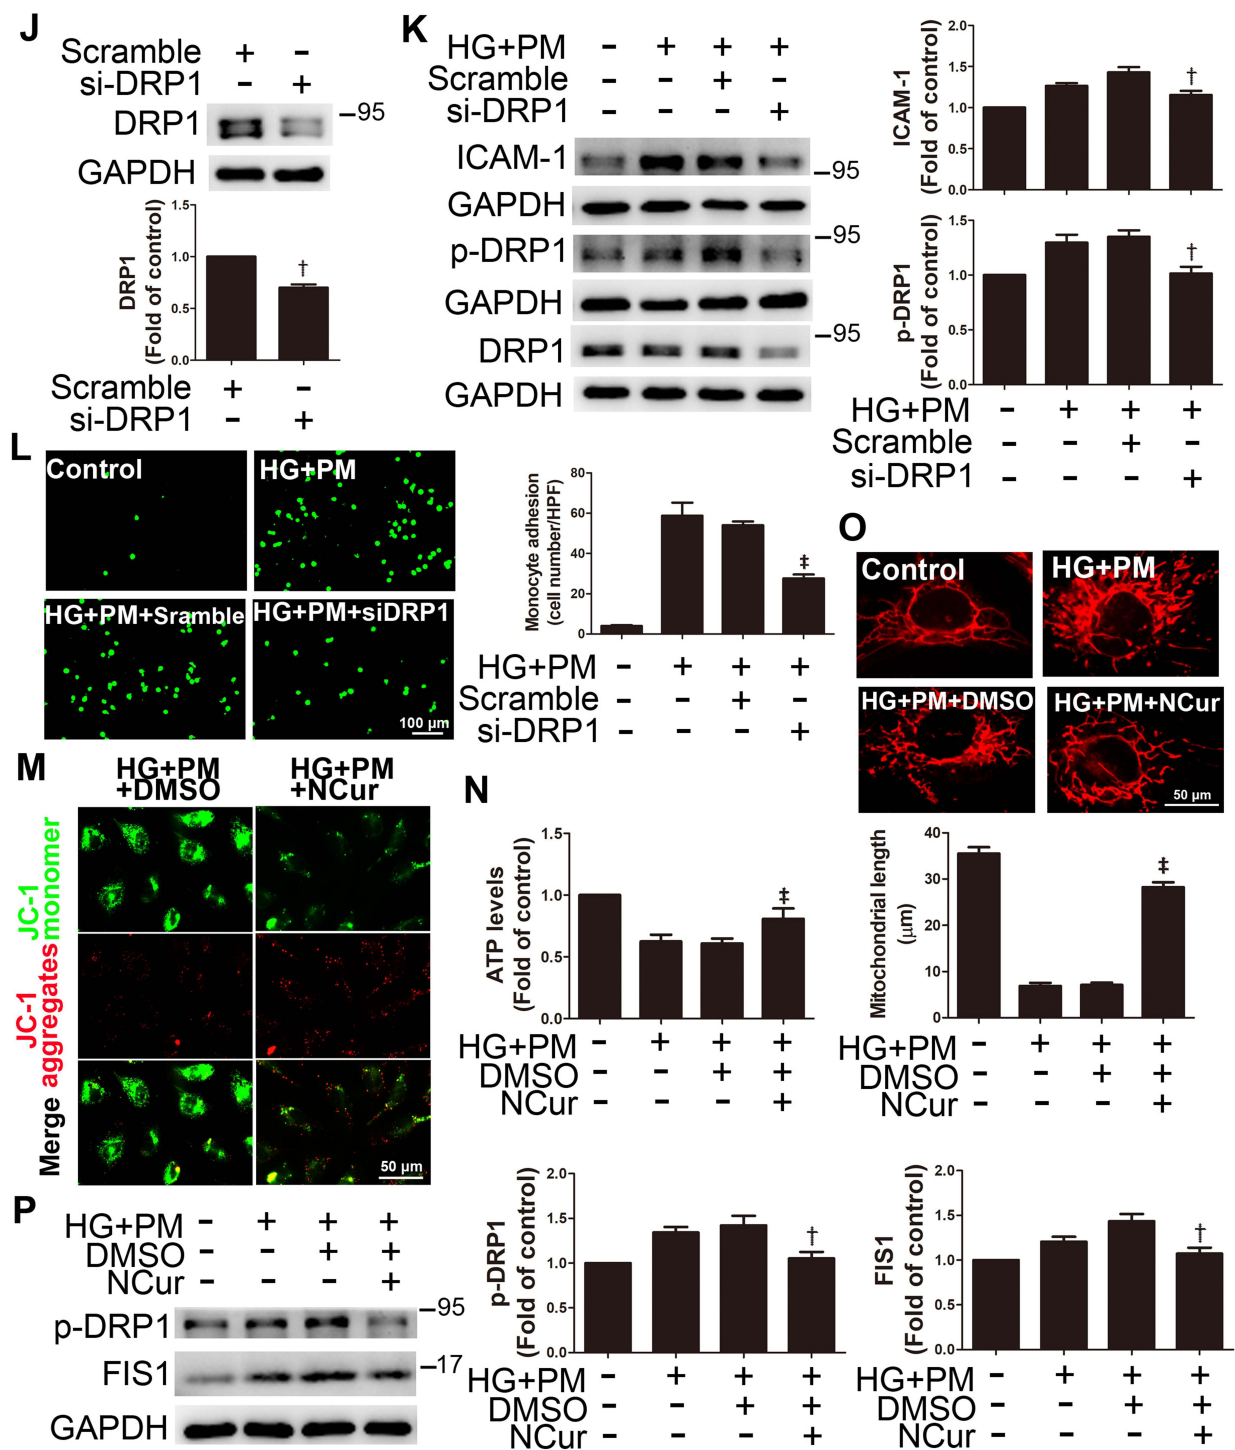 J
Scramble + -
si-DRP1 - +
DRP1 –95
GAPDH
DRP1
(Fold of control)
1.5
1.0
0.5
0.0
†
Scramble + -
si-DRP1 - +
K
HG+PM - + + +
Scramble - - + -
si-DRP1 - - - +
ICAM-1 –95
GAPDH
p-DRP1 –95
GAPDH
DRP1 –95
GAPDH
ICAM-1
(Fold of control)
2.0
1.5
1.0
0.5
0.0
†
p-DRP1
(Fold of control)
1.5
1.0
0.5
0.0
†
HG+PM - + + +
Scramble - - + -
si-DRP1 - - - +
L
Control
HG+PM
HG+PM+Sramble
HG+PM+siDRP1
100 µm
Monocyte adhesion
(cell number/HPF)
80
60
40
20
0
‡
HG+PM - + + +
Scramble - - + -
si-DRP1 - - - +
M
HG+PM
+DMSO
HG+PM
+NCur
JC-1
monomer
JC-1
aggregates
Merge
50 µm
N
ATP levels
(Fold of control)
1.5
1.0
0.5
0.0
‡
HG+PM - + + +
DMSO - - + +
NCur - - - +
O
Control
HG+PM
HG+PM+DMSO
HG+PM+NCur
50 µm
Mitochondrial length
(µm)
40
30
20
10
0
‡
HG+PM - + + +
DMSO - - + +
NCur - - - +
P
HG+PM - + + +
DMSO - - + +
NCur - - - +
p-DRP1 –95
FIS1 –17
GAPDH
p-DRP1
(Fold of control)
2.0
1.5
1.0
0.5
0.0
†
HG+PM - + + +
DMSO - - + +
NCur - - - +
FIS1
(Fold of control)
2.0
1.5
1.0
0.5
0.0
†
HG+PM - + + +
DMSO - - + +
NCur - - - +